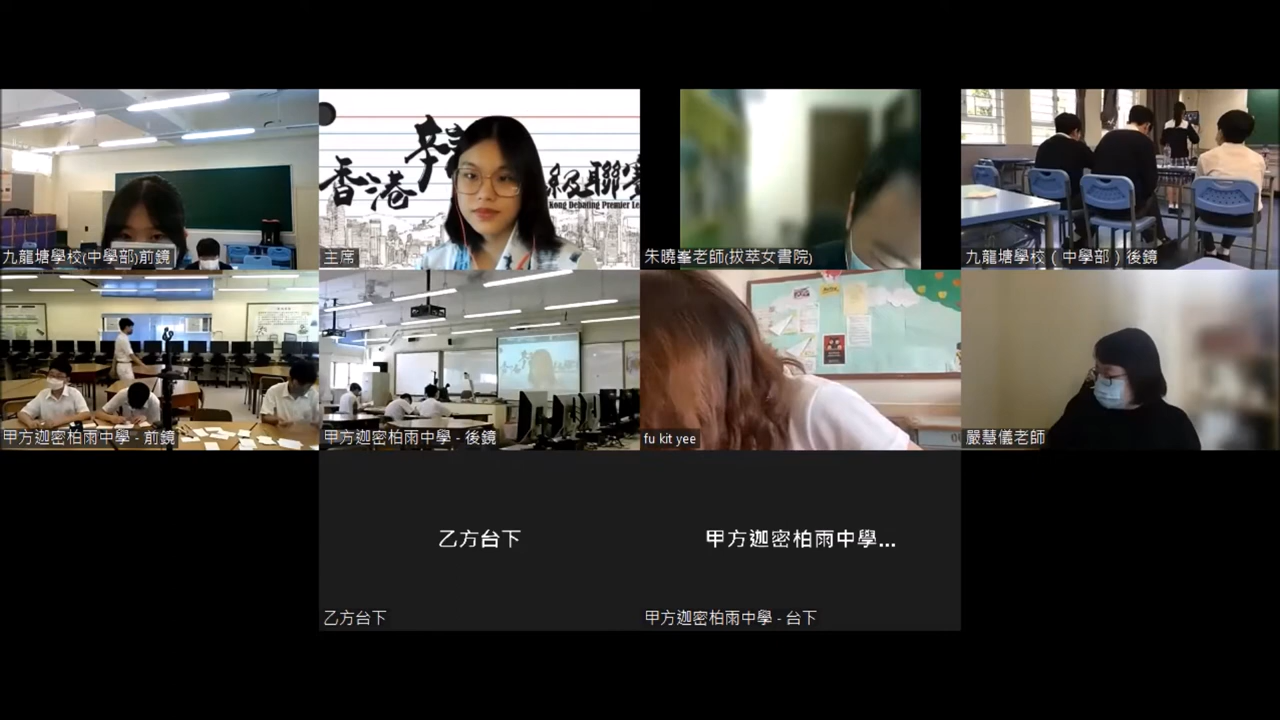 九龍塘學校(中學部)前鏡
香港 辛 級聯賽
Kong Debating Premier Le
主席
朱曉峯老師(拔萃女書院)
九龍塘學校（中學部）後鏡
甲方迦密柏雨中學 - 前鏡
甲方迦密柏雨中學 - 後鏡
fu kit yee
嚴慧儀老師
乙方台下
甲方迦密柏雨中學...
乙方台下
甲方迦密柏雨中學 - 台下